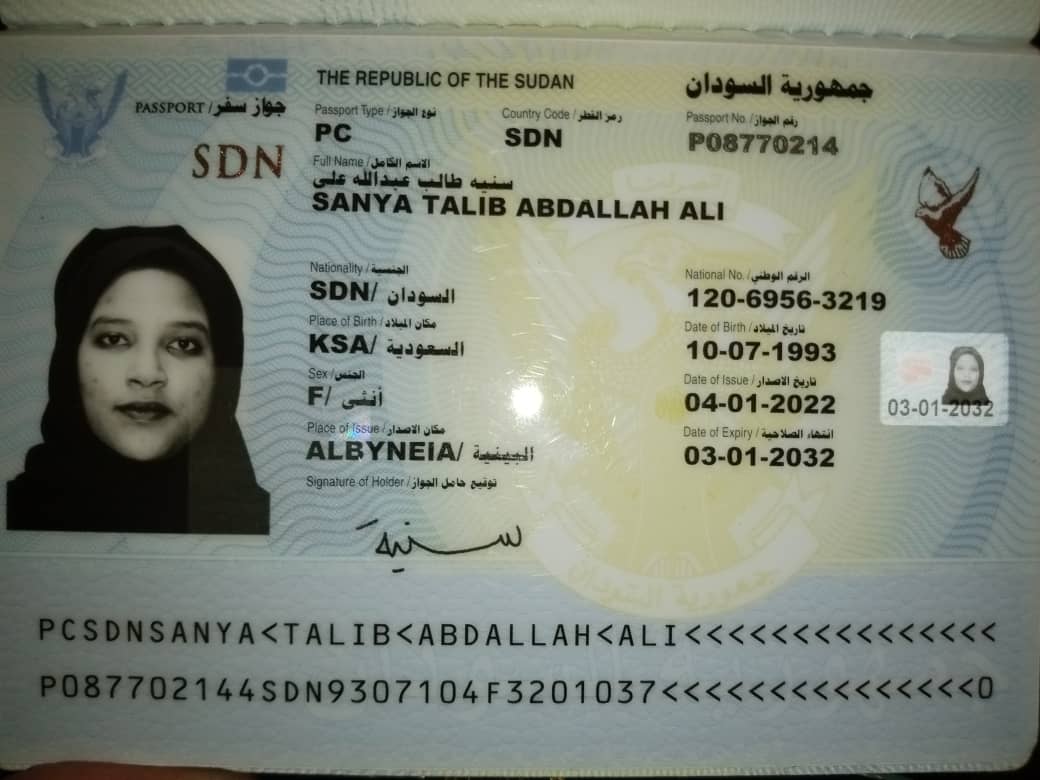 THE REPUBLIC OF THE SUDAN
جمهورية السودان
PASSPORT / جواز سفر
SDN
Passport Type / نوع الجواز
PC
Country Code / رمز القطر
SDN
Passport No. / رقم الجواز
P08770214
Full Name / الاسم الكامل
سنيه طالب عبدالله على
SANYA TALIB ABDALLAH ALI
Nationality / الجنسية
SDN/ السودان
National No. / الرقم الوطني
120-6956-3219
Place of Birth / مكان الميلاد
KSA/ السعودية
Date of Birth / تاريخ الميلاد
10-07-1993
Sex / الجنس
F/ أنثى
Date of Issue / تاريخ الاصدار
04-01-2022
03-01-2032
Place of Issue / مكان الاصدار
ALBYNEIA/
Date of Expiry / انتهاء الصلاحية
03-01-2032
Signature of Holder / توقيع حامل الجواز
سنية
جمهورية السودان
PCSDNSANYA<TALIB<ABDALLAH<ALI<<<<<<<<<<<<<<<
P087702144SDN9307104F3201037<<<<<<<<<<<<<<<0